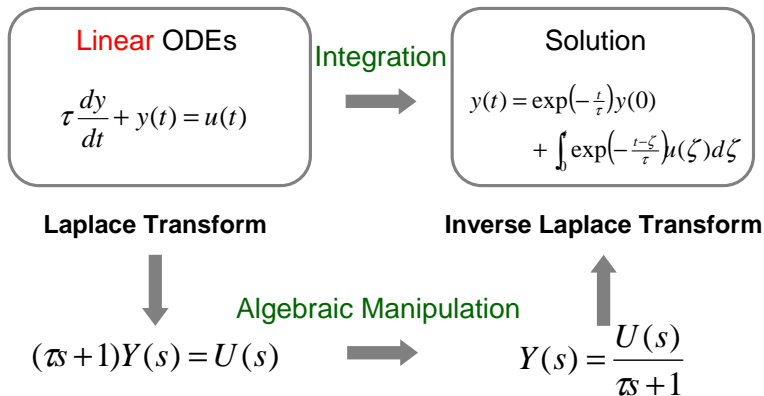 Linear ODEs
τ dy/dt + y(t) = u(t)
Integration
Solution
y(t) = exp(−t/τ)y(0)
+ ∫₀ᵗ exp(−(t−ζ)/τ)u(ζ)dζ
Laplace Transform
Inverse Laplace Transform
Algebraic Manipulation
(τs + 1)Y(s) = U(s)
Y(s) = U(s)/(τs + 1)